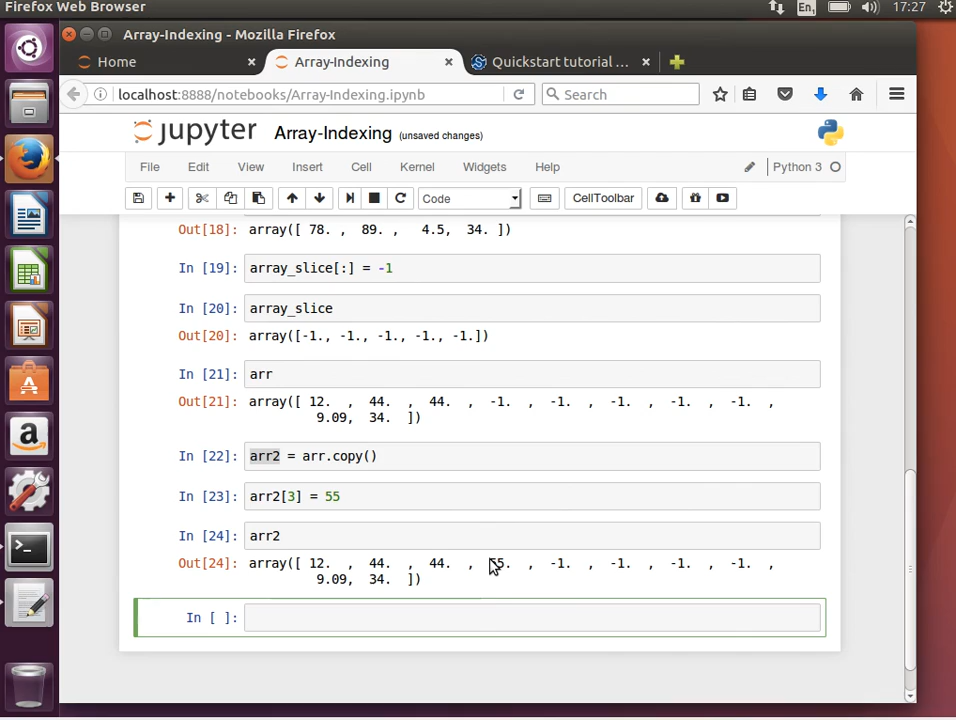 Firefox Web Browser
En
17:27
Array-Indexing - Mozilla Firefox
Home
Array-Indexing
Quickstart tutorial ...
localhost:8888/notebooks/Array-Indexing.ipynb
Search
jupyter
Array-Indexing (unsaved changes)
File Edit View Insert Cell Kernel Widgets Help
Python 3
Code
CellToolbar
Out[18]: array([ 78. ,  89. ,   4.5,  34. ])
In [19]: array_slice[:] = -1
In [20]: array_slice
Out[20]: array([-1., -1., -1., -1., -1.])
In [21]: arr
Out[21]: array([ 12.  ,  44.  ,  44.  ,  -1.  ,  -1.  ,  -1.  ,  -1.  ,  -1.  ,
9.09,  34.  ])
In [22]: arr2 = arr.copy()
In [23]: arr2[3] = 55
In [24]: arr2
Out[24]: array([ 12.  ,  44.  ,  44.  ,  55.  ,  -1.  ,  -1.  ,  -1.  ,  -1.  ,
9.09,  34.  ])
In [ ]: